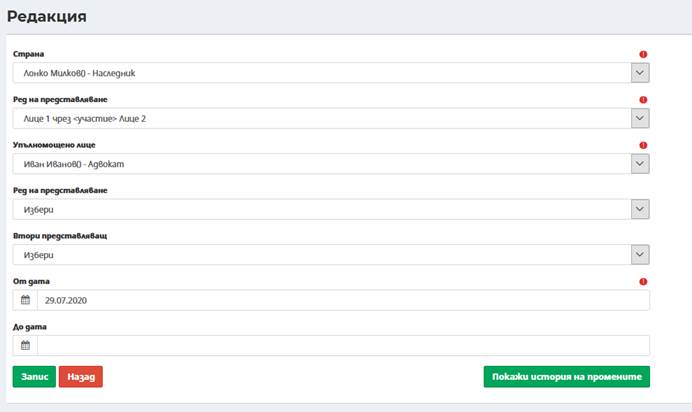 Редакция
Страна
Лонко Милков() - Наследник
Ред на представляване
Лице 1 чрез <участие> Лице 2
Упълномощено лице
Иван Иванов() - Адвокат
Ред на представляване
Избери
Втори представляващ
Избери
От дата
29.07.2020
До дата
Запис Назад Покажи история на промените